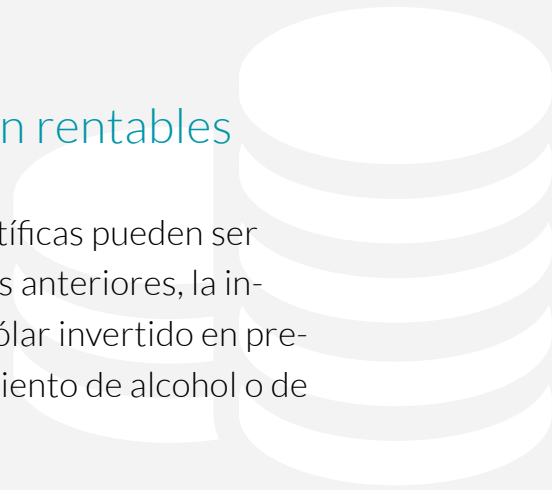 n rentables
tíficas pueden ser
s anteriores, la in-
ólar invertido en pre-
iento de alcohol o de